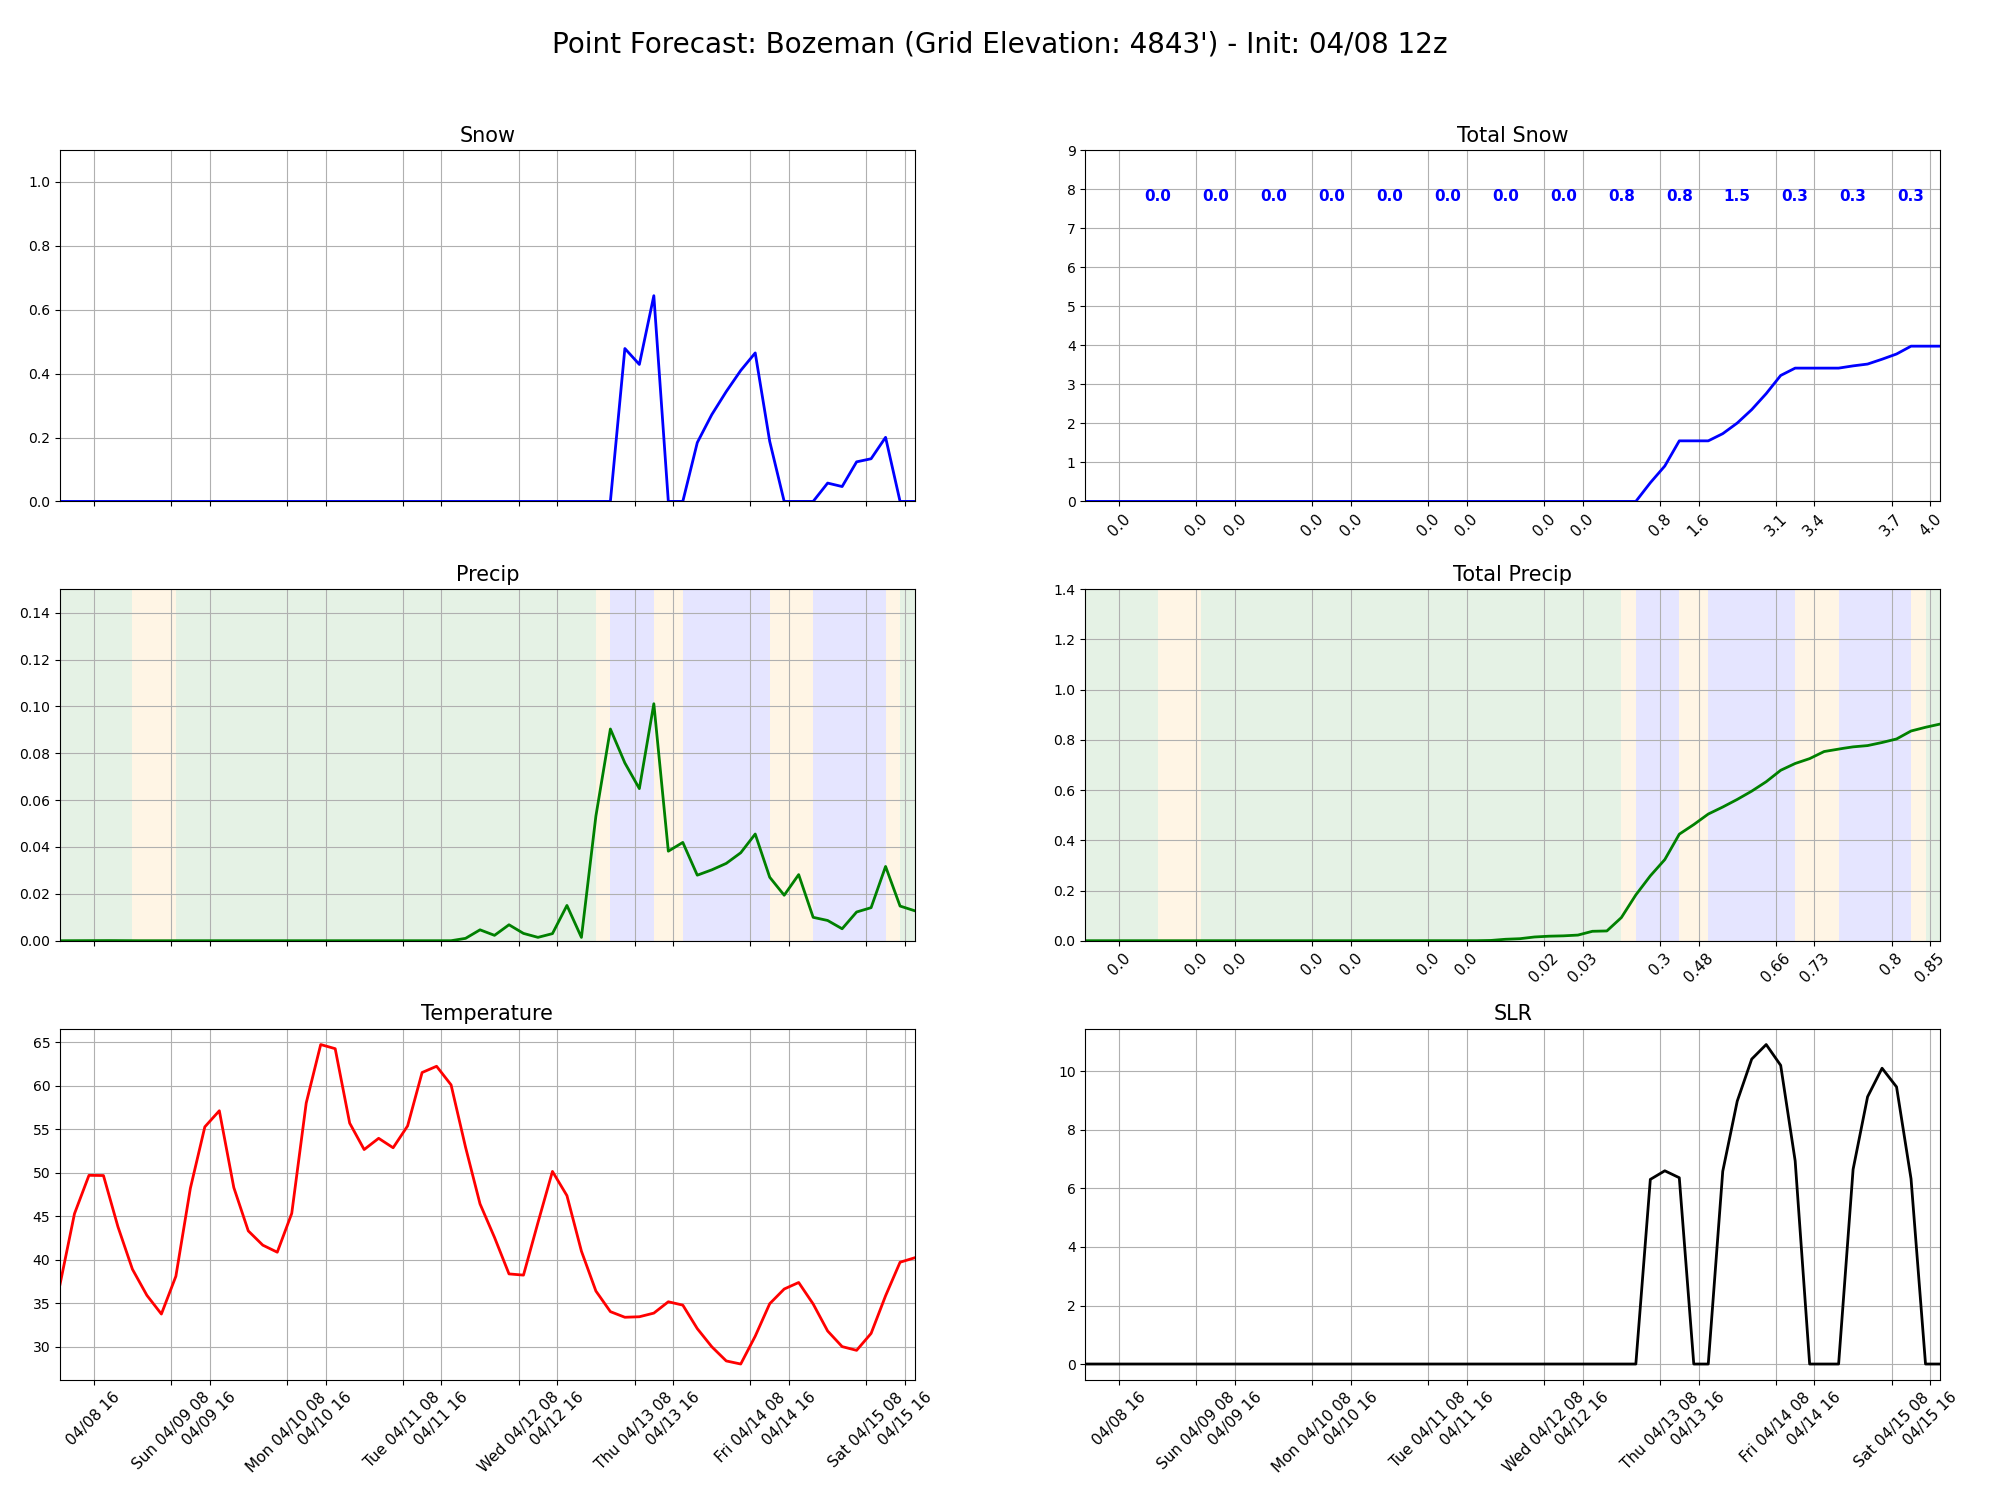 Point Forecast: Bozeman (Grid Elevation: 4843') - Init: 04/08 12z
Snow
1.0
0.8
0.6
0.4
0.2
0.0
Total Snow
9
8
7
6
5
4
3
2
1
0
0.0 0.0 0.0 0.0 0.0 0.0 0.0 0.0 0.8 0.8 1.5 0.3 0.3 0.3
0.0 0.0 0.0 0.0 0.0 0.0 0.0 0.0 0.0 0.8 1.6 3.1 3.4 3.7 4.0
Precip
0.14
0.12
0.10
0.08
0.06
0.04
0.02
0.00
Total Precip
1.4
1.2
1.0
0.8
0.6
0.4
0.2
0.0
0.0 0.0 0.0 0.0 0.0 0.0 0.0 0.02 0.03 0.3 0.48 0.66 0.73 0.8 0.85
Temperature
65
60
55
50
45
40
35
30
04/08 16
Sun 04/09 08
04/09 16
Mon 04/10 08
04/10 16
Tue 04/11 08
04/11 16
Wed 04/12 08
04/12 16
Thu 04/13 08
04/13 16
Fri 04/14 08
04/14 16
Sat 04/15 08
04/15 16
SLR
10
8
6
4
2
0
04/08 16
Sun 04/09 08
04/09 16
Mon 04/10 08
04/10 16
Tue 04/11 08
04/11 16
Wed 04/12 08
04/12 16
Thu 04/13 08
04/13 16
Fri 04/14 08
04/14 16
Sat 04/15 08
04/15 16